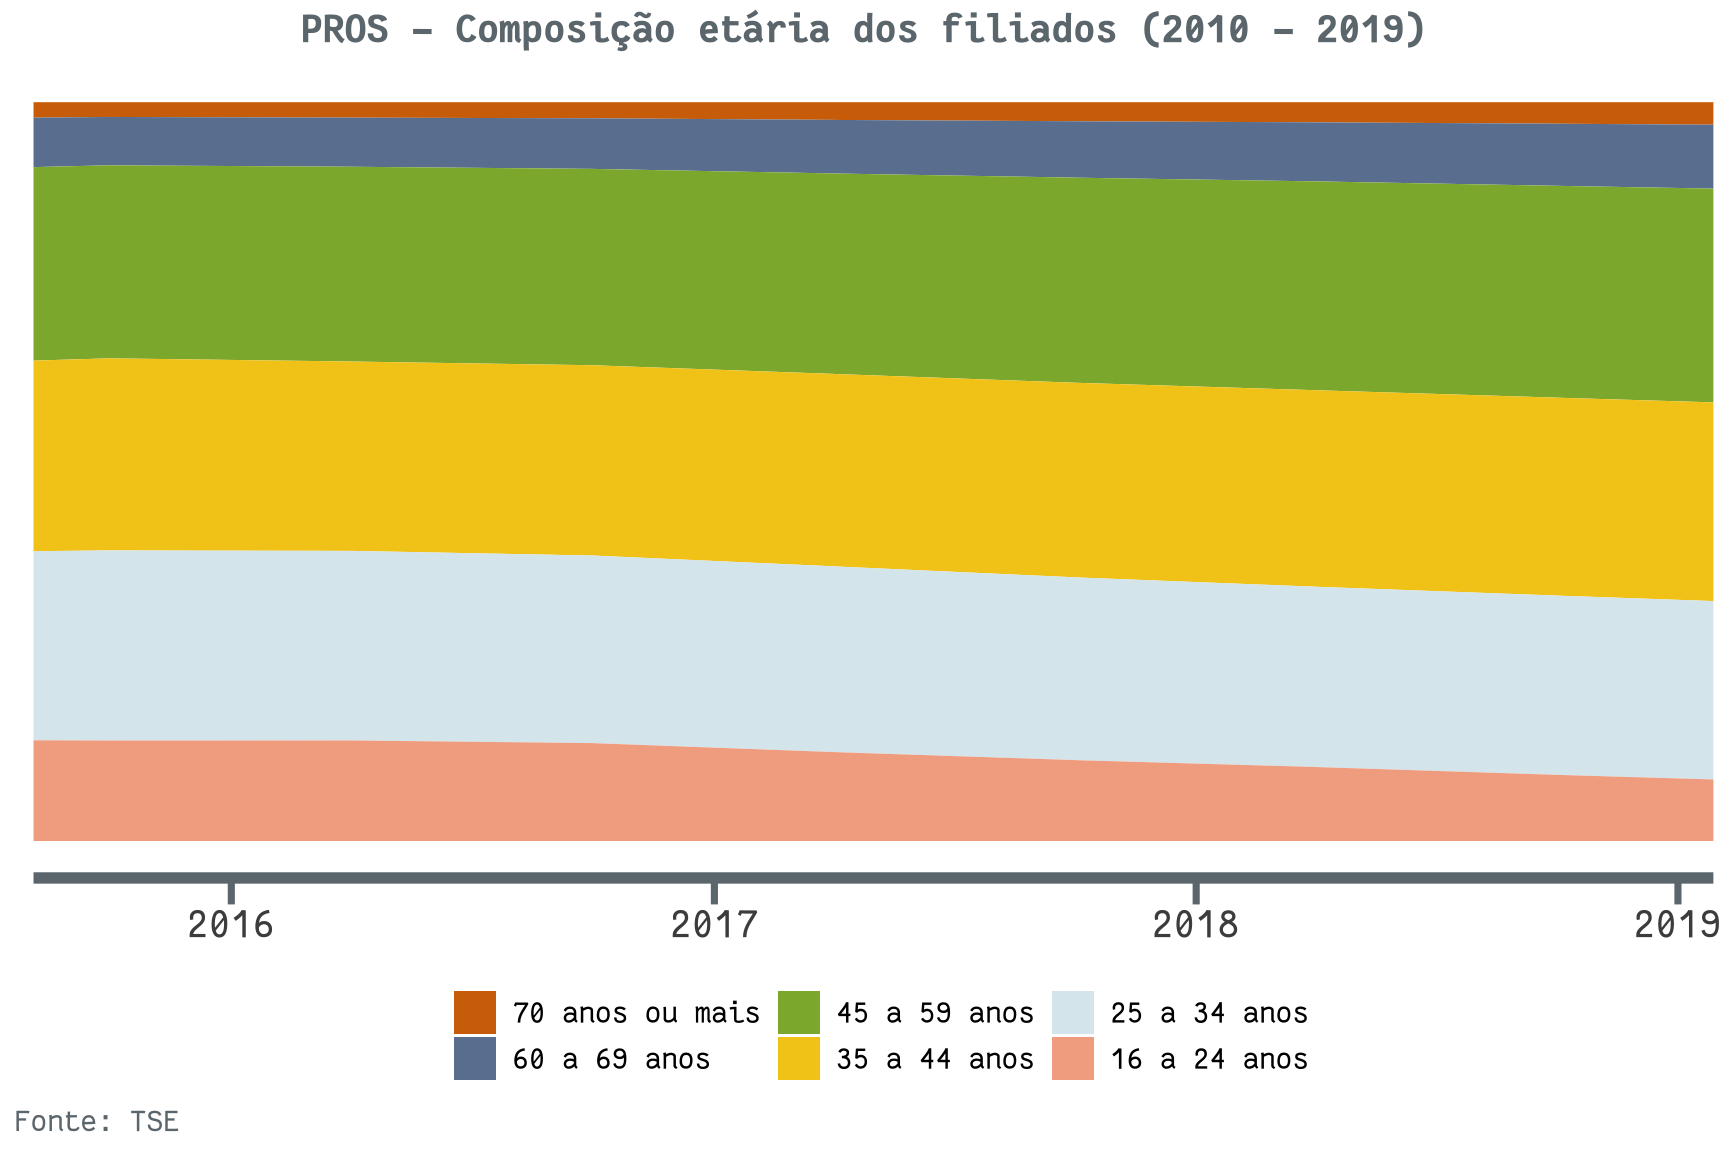 PROS – Composição etária dos filiados (2010 – 2019)
2016 2017 2018 2019
70 anos ou mais 45 a 59 anos 25 a 34 anos
60 a 69 anos 35 a 44 anos 16 a 24 anos
Fonte: TSE